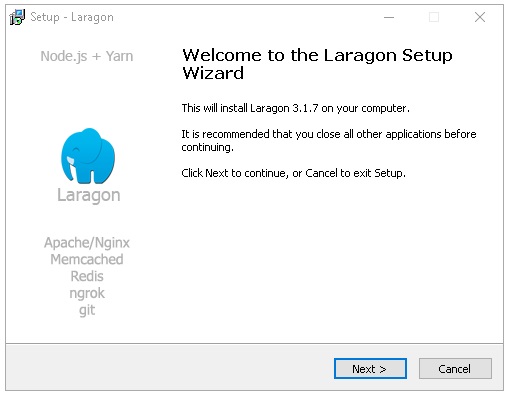 Setup - Laragon
Node.js + Yarn
Laragon
Apache/Nginx
Memcached
Redis
ngrok
git
Welcome to the Laragon Setup
Wizard
This will install Laragon 3.1.7 on your computer.
It is recommended that you close all other applications before
continuing.
Click Next to continue, or Cancel to exit Setup.
Next >
Cancel